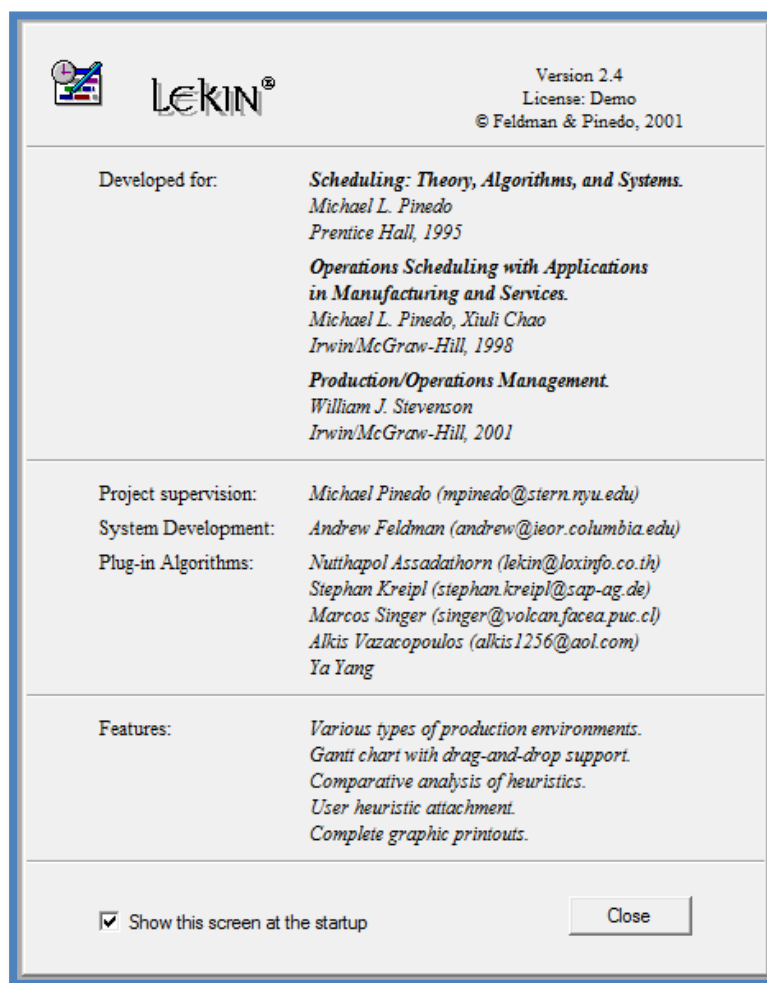 LEKIN®
Version 2.4
License: Demo
© Feldman & Pinedo, 2001
Developed for:
Scheduling: Theory, Algorithms, and Systems.
Michael L. Pinedo
Prentice Hall, 1995
Operations Scheduling with Applications
in Manufacturing and Services.
Michael L. Pinedo, Xiuli Chao
Irwin/McGraw-Hill, 1998
Production/Operations Management.
William J. Stevenson
Irwin/McGraw-Hill, 2001
Project supervision: Michael Pinedo (mpinedo@stern.nyu.edu)
System Development: Andrew Feldman (andrew@ieor.columbia.edu)
Plug-in Algorithms: Nutthapol Assadathorn (lekin@loxinfo.co.th)
Stephan Kreipl (stephan.kreipl@sap-ag.de)
Marcos Singer (singer@volcan.facea.puc.cl)
Alkis Vazacopoulos (alkis1256@aol.com)
Ya Yang
Features: Various types of production environments.
Gantt chart with drag-and-drop support.
Comparative analysis of heuristics.
User heuristic attachment.
Complete graphic printouts.
Show this screen at the startup
Close